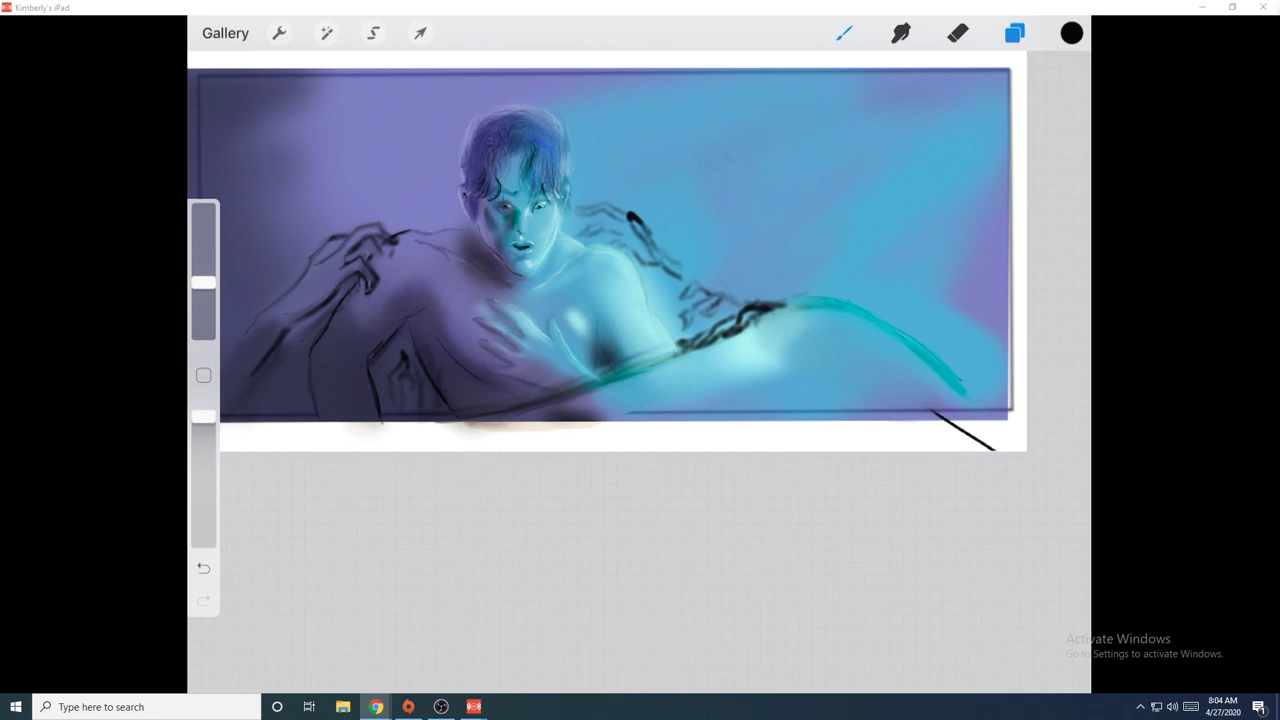 Kimberly's iPad
Gallery
Activate Windows
Go to Settings to activate Windows.
Type here to search
8:04 AM
4/27/2020
1